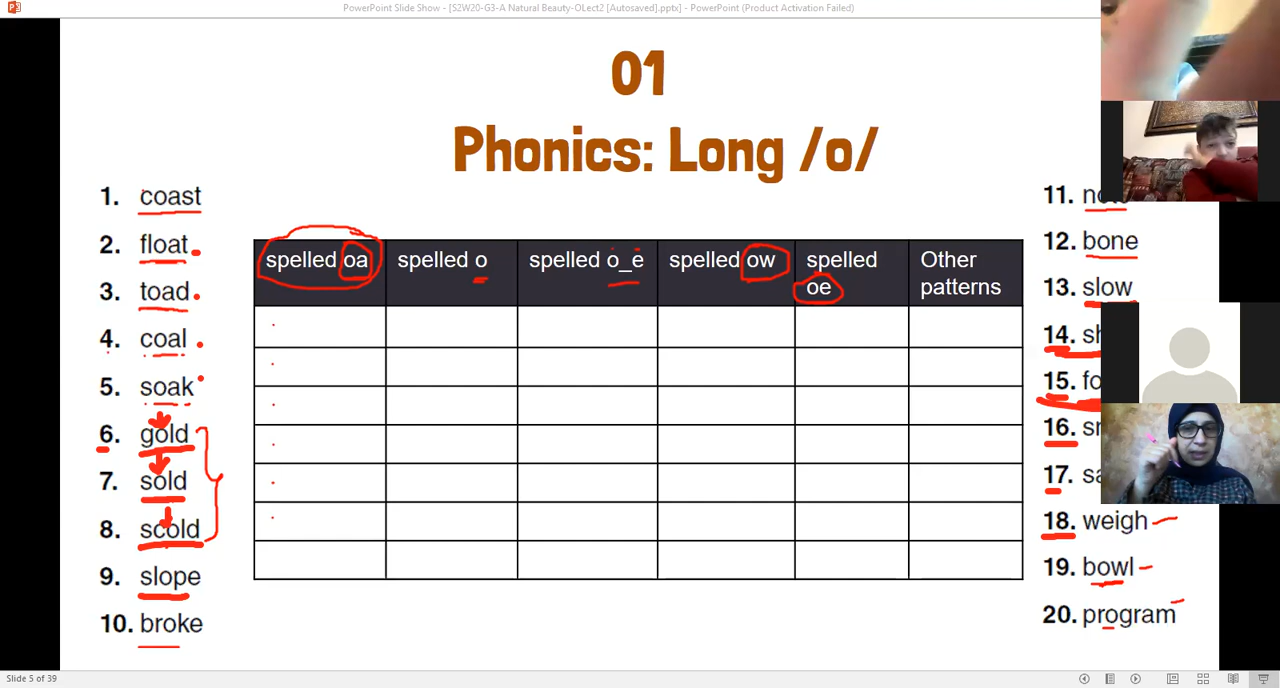 PowerPoint Slide Show - [S2W20-G3-A Natural Beauty-OLect2 [Autosaved].pptx] - PowerPoint (Product Activation Failed)
01
Phonics: Long /o/
1. coast
2. float
3. toad
4. coal
5. soak
6. gold
7. sold
8. scold
9. slope
10. broke
spelled oa
spelled o
spelled o_e
spelled ow
spelled oe
Other patterns
11.
12. bone
13. slow
14.
15.
16.
17.
18. weigh
19. bowl
20. program
Slide 5 of 39